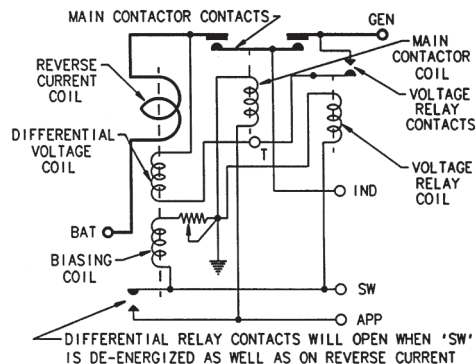 MAIN CONTACTOR CONTACTS
GEN
REVERSE
CURRENT
COIL
MAIN
CONTACTOR
COIL
VOLTAGE
RELAY
CONTACTS
DIFFERENTIAL
VOLTAGE
COIL
T
VOLTAGE
RELAY
COIL
IND
BAT
BIASING
COIL
SW
APP
DIFFERENTIAL RELAY CONTACTS WILL OPEN WHEN 'SW'
IS DE-ENERGIZED AS WELL AS ON REVERSE CURRENT